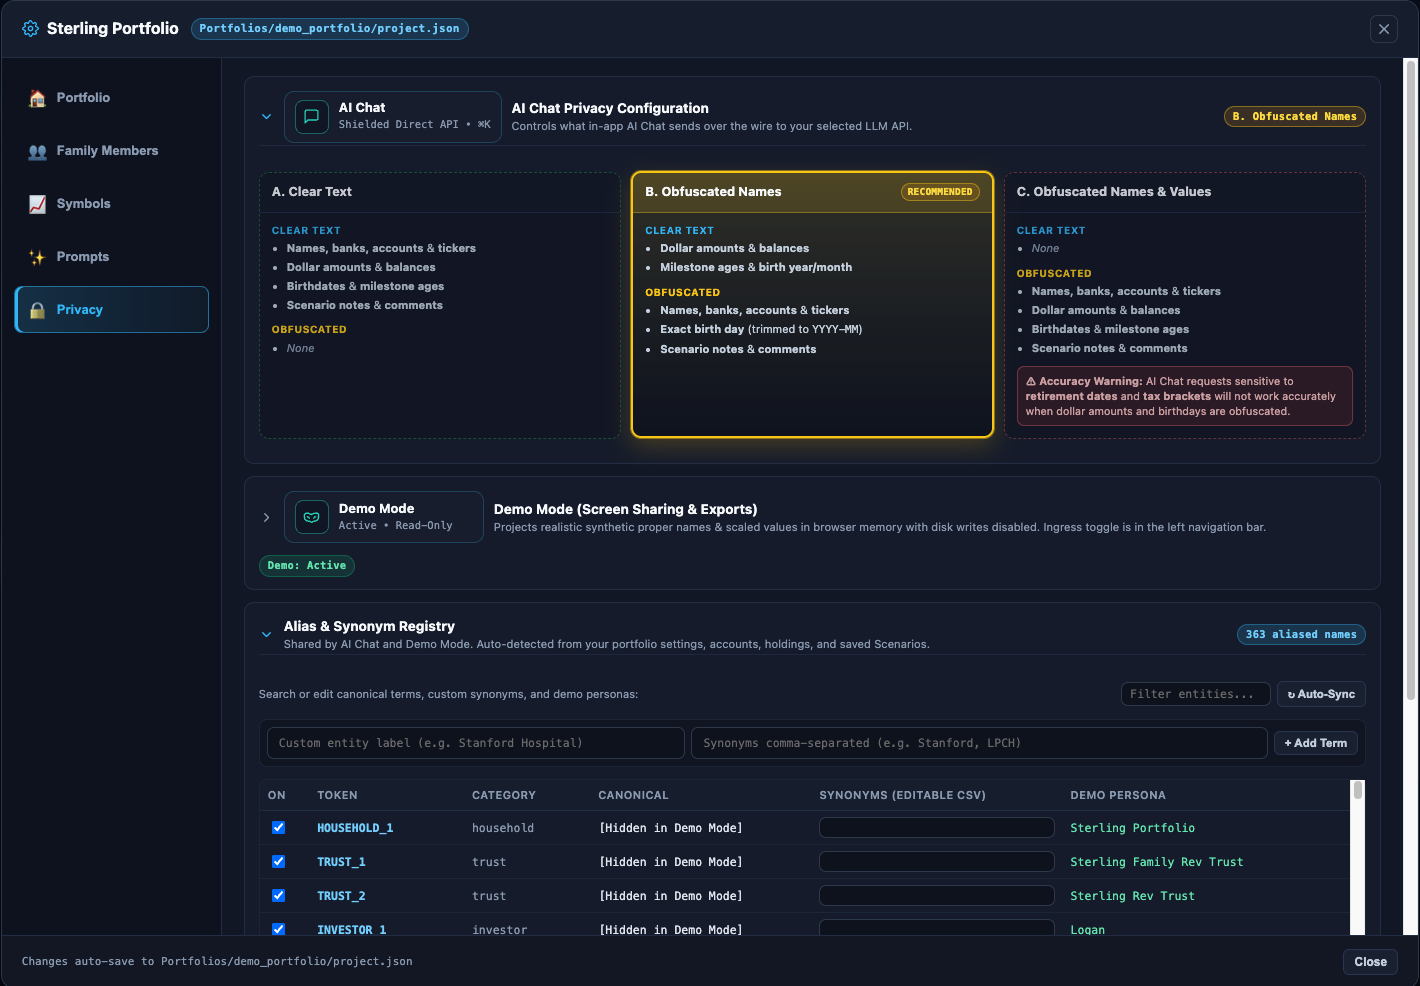 Sterling Portfolio
Portfolios/demo_portfolio/project.json
Portfolio
Family Members
Symbols
Prompts
Privacy
AI Chat
Shielded Direct API • ⌘K
AI Chat Privacy Configuration
Controls what in-app AI Chat sends over the wire to your selected LLM API.
B. Obfuscated Names
A. Clear Text
CLEAR TEXT
• Names, banks, accounts & tickers
• Dollar amounts & balances
• Birthdates & milestone ages
• Scenario notes & comments
OBFUSCATED
• None
B. Obfuscated Names
RECOMMENDED
CLEAR TEXT
• Dollar amounts & balances
• Milestone ages & birth year/month
OBFUSCATED
• Names, banks, accounts & tickers
• Exact birth day (trimmed to YYYY-MM)
• Scenario notes & comments
C. Obfuscated Names & Values
CLEAR TEXT
• None
OBFUSCATED
• Names, banks, accounts & tickers
• Dollar amounts & balances
• Birthdates & milestone ages
• Scenario notes & comments
⚠ Accuracy Warning: AI Chat requests sensitive to
retirement dates and tax brackets will not work accurately
when dollar amounts and birthdays are obfuscated.
Demo Mode
Active • Read-Only
Demo Mode (Screen Sharing & Exports)
Projects realistic synthetic proper names & scaled values in browser memory with disk writes disabled. Ingress toggle is in the left navigation bar.
Demo: Active
Alias & Synonym Registry
Shared by AI Chat and Demo Mode. Auto-detected from your portfolio settings, accounts, holdings, and saved Scenarios.
363 aliased names
Search or edit canonical terms, custom synonyms, and demo personas:
Filter entities...
↻ Auto-Sync
Custom entity label (e.g. Stanford Hospital)
Synonyms comma-separated (e.g. Stanford, LPCH)
+ Add Term
ON TOKEN CATEGORY CANONICAL SYNONYMS (EDITABLE CSV) DEMO PERSONA
HOUSEHOLD_1 household [Hidden in Demo Mode] Sterling Portfolio
TRUST_1 trust [Hidden in Demo Mode] Sterling Family Rev Trust
TRUST_2 trust [Hidden in Demo Mode] Sterling Rev Trust
INVESTOR_1 investor [Hidden in Demo Mode] Logan
Changes auto-save to Portfolios/demo_portfolio/project.json
Close